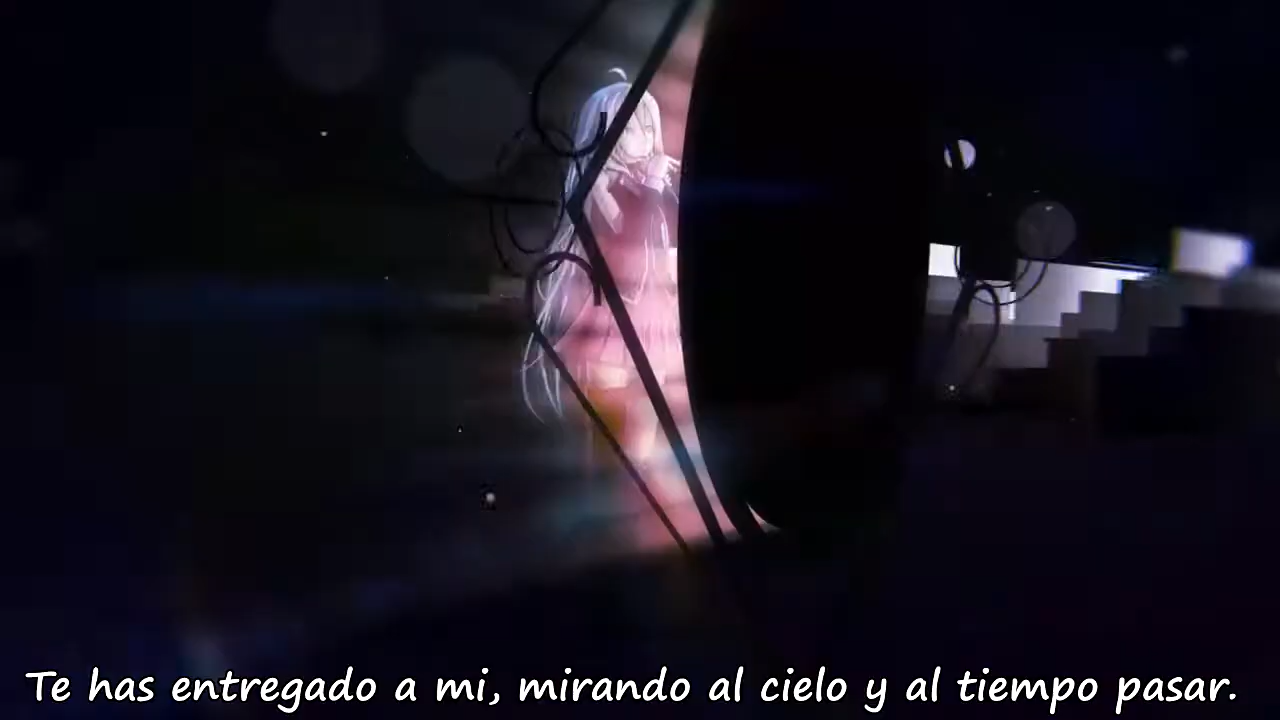 Te has entregado a mi, mirando al cielo y al tiempo pasar.